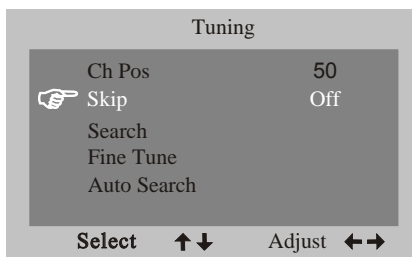 Tuning
Ch Pos 50
Skip Off
Search
Fine Tune
Auto Search
Select Adjust